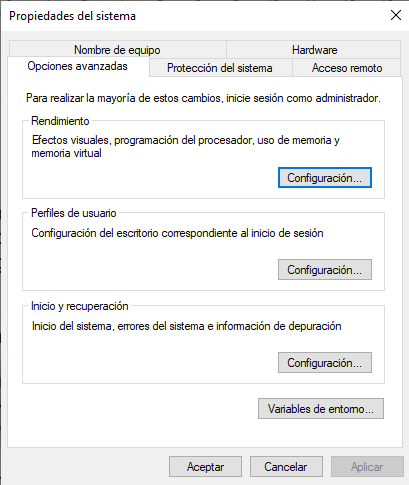 Propiedades del sistema
Nombre de equipo
Hardware
Opciones avanzadas
Protección del sistema
Acceso remoto
Para realizar la mayoría de estos cambios, inicie sesión como administrador.
Rendimiento
Efectos visuales, programación del procesador, uso de memoria y
memoria virtual
Configuración...
Perfiles de usuario
Configuración del escritorio correspondiente al inicio de sesión
Configuración...
Inicio y recuperación
Inicio del sistema, errores del sistema e información de depuración
Configuración...
Variables de entorno...
Aceptar
Cancelar
Aplicar